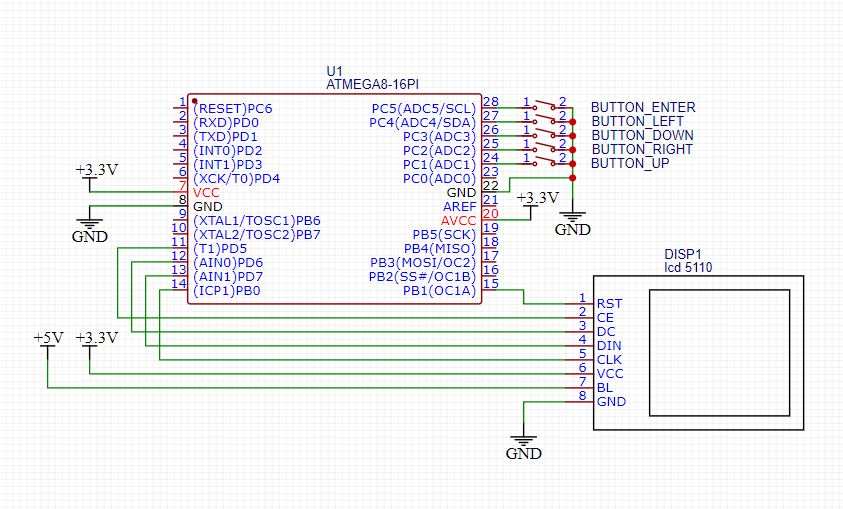 U1
ATMEGA8-16PI
1 (RESET)PC6 PC5(ADC5/SCL) 28 1 2 BUTTON_ENTER
2 (RXD)PD0 PC4(ADC4/SDA) 27 1 2 BUTTON_LEFT
3 (TXD)PD1 PC3(ADC3) 26 1 2 BUTTON_DOWN
4 (INT0)PD2 PC2(ADC2) 25 1 2 BUTTON_RIGHT
5 (INT1)PD3 PC1(ADC1) 24 1 2 BUTTON_UP
+3.3V 6 (XCK/T0)PD4 PC0(ADC0) 23
7 VCC GND 22
8 GND AREF 21 +3.3V
9 (XTAL1/TOSC1)PB6 AVCC 20
GND 10 (XTAL2/TOSC2)PB7 PB5(SCK) 19 GND
11 (T1)PD5 PB4(MISO) 18
12 (AIN0)PD6 PB3(MOSI/OC2) 17
13 (AIN1)PD7 PB2(SS#/OC1B) 16
14 (ICP1)PB0 PB1(OC1A) 15
DISP1
lcd 5110
1 RST
2 CE
3 DC
+5V +3.3V 4 DIN
5 CLK
6 VCC
7 BL
8 GND
GND